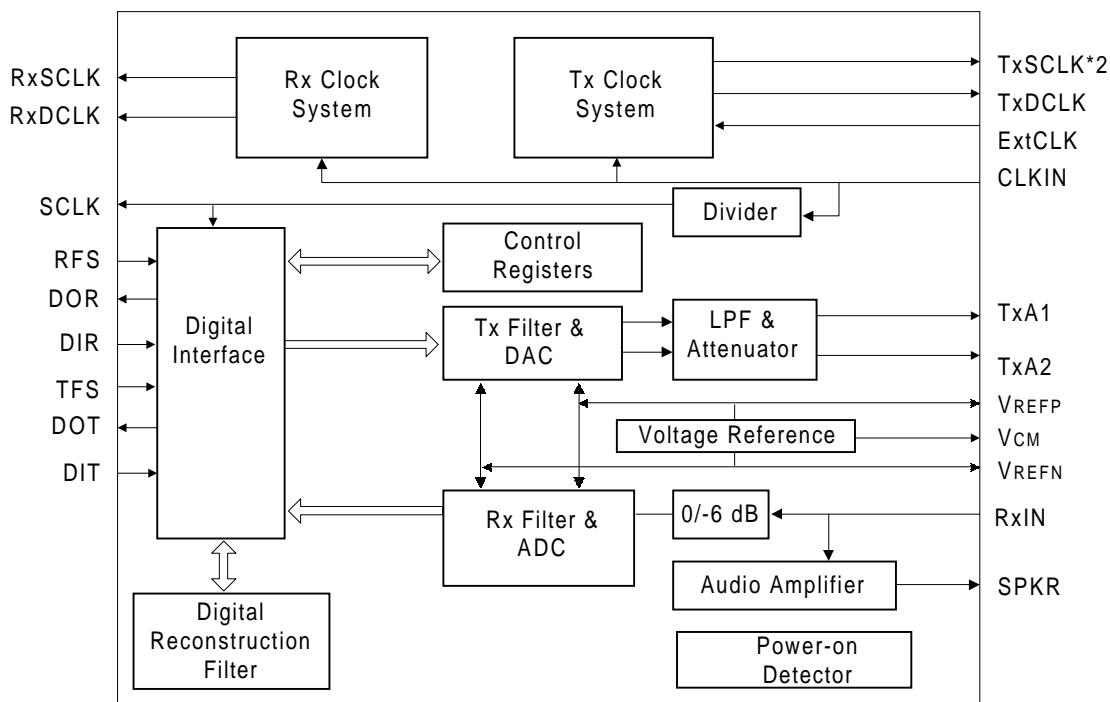 RxSCLK
RxDCLK
Rx Clock
System
Tx Clock
System
TxSCLK*2
TxDCLK
ExtCLK
CLKIN
SCLK
Divider
RFS
DOR
DIR
TFS
DOT
DIT
Digital
Interface
Control
Registers
Tx Filter &
DAC
LPF &
Attenuator
TxA1
TxA2
VREFP
Voltage Reference
VCM
VREFN
Rx Filter &
ADC
0/-6 dB
RxIN
Audio Amplifier
SPKR
Digital
Reconstruction
Filter
Power-on
Detector